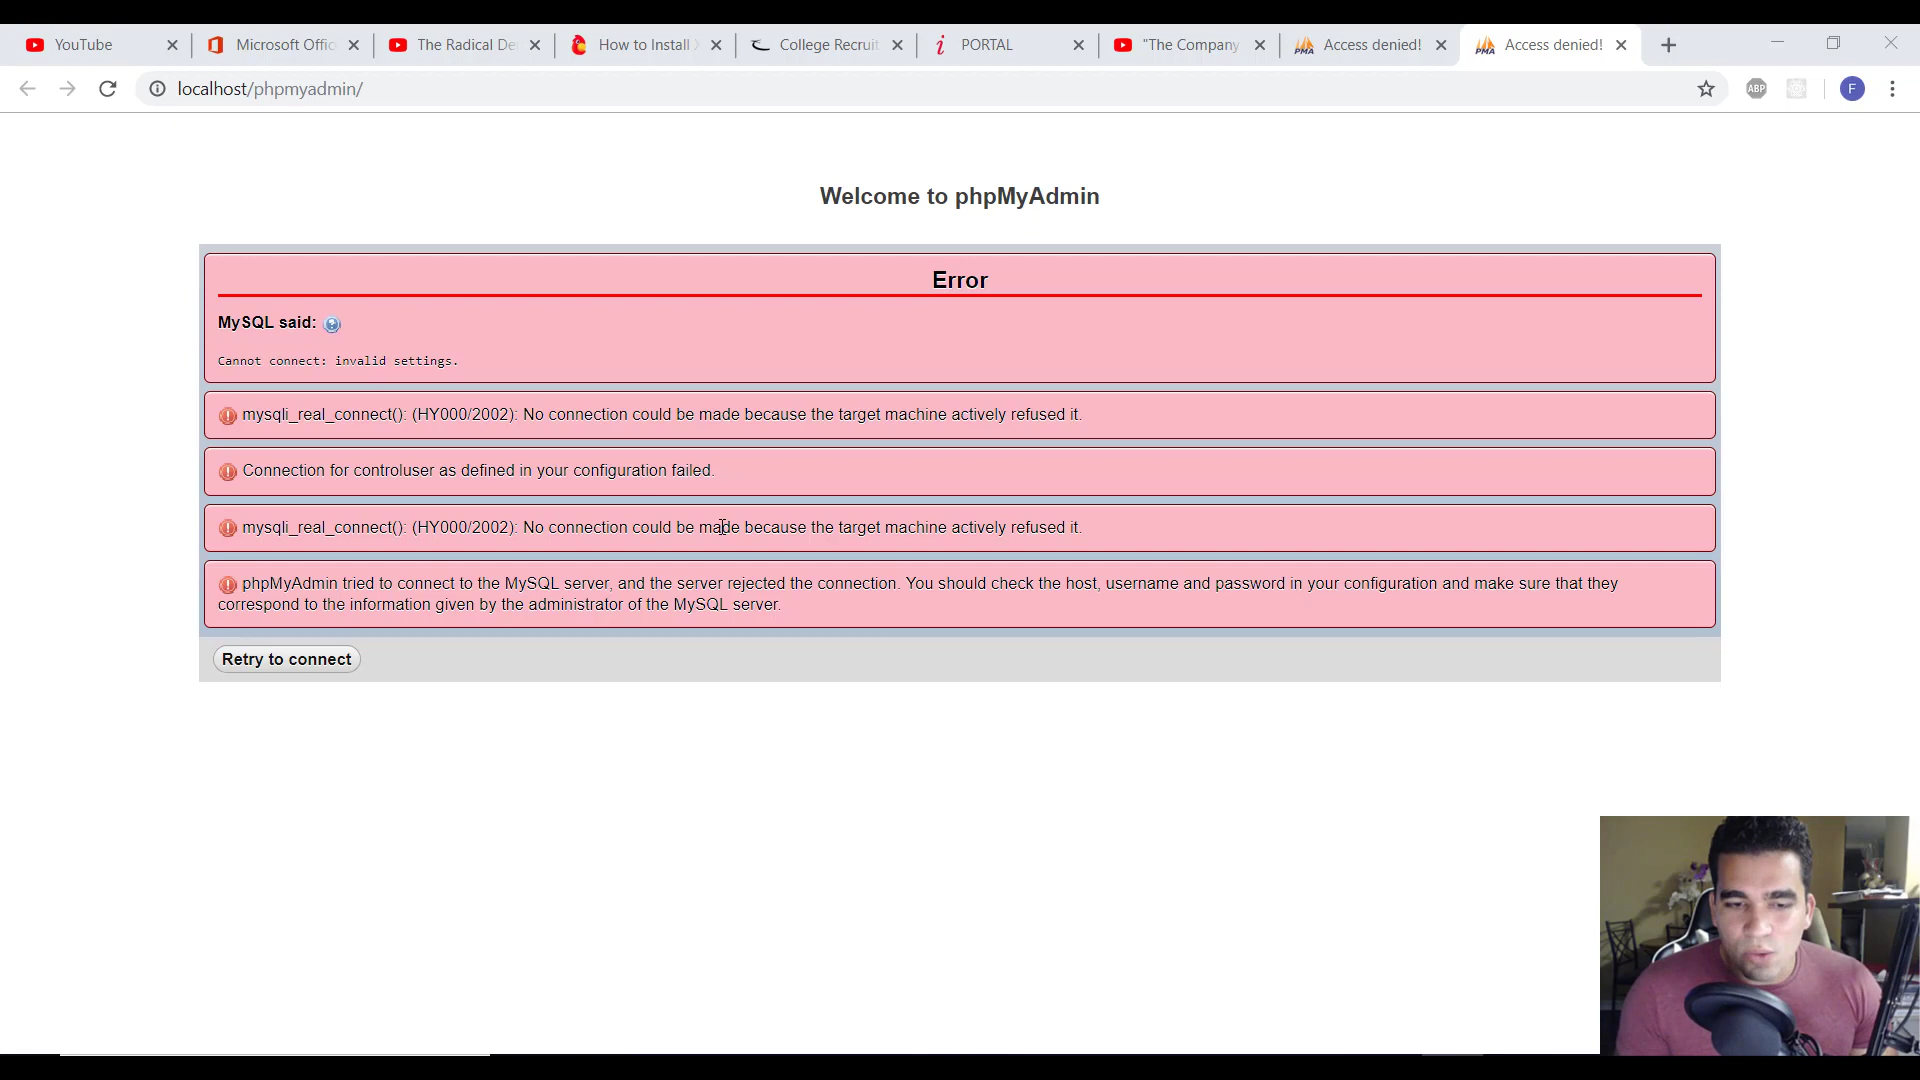 YouTube
Microsoft Offic
The Radical De
How to Install
College Recruit
PORTAL
"The Company
PMA
Access denied!
PMA
Access denied!
localhost/phpmyadmin/
ABP
F
Welcome to phpMyAdmin
Error
MySQL said:
Cannot connect: invalid settings.
mysqli_real_connect(): (HY000/2002): No connection could be made because the target machine actively refused it.
Connection for controluser as defined in your configuration failed.
mysqli_real_connect(): (HY000/2002): No connection could be made because the target machine actively refused it.
phpMyAdmin tried to connect to the MySQL server, and the server rejected the connection. You should check the host, username and password in your configuration and make sure that they
correspond to the information given by the administrator of the MySQL server.
Retry to connect